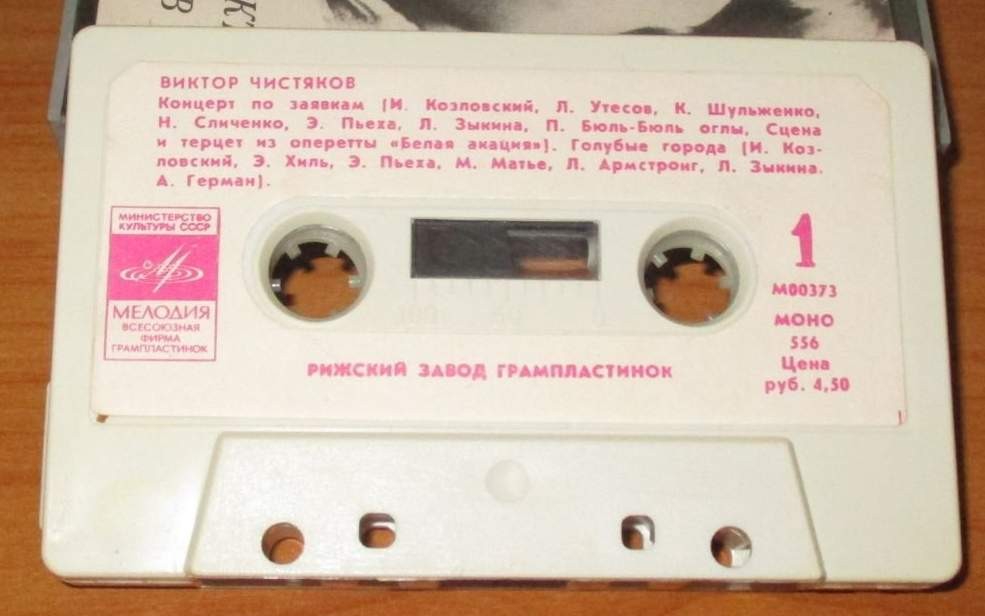 ВИКТОР ЧИСТЯКОВ
Концерт по заявкам (И. Козловский, Л. Утесов, К. Шульженко,
Н. Сличенко, Э. Пьеха, Л. Зыкина, П. Бюль-Бюль оглы, Сцена
и терцет из оперетты «Белая акация»). Голубые города (И. Коз-
ловский, Э. Хиль, Э. Пьеха, М. Матье, Л. Армстронг, Л. Зыкина.
А. Герман).
МИНИСТЕРСТВО
КУЛЬТУРЫ СССР
МЕЛОДИЯ
ВСЕСОЮЗНАЯ
ФИРМА
ГРАМПЛАСТИНОК
1
М00373
МОНО
556
Цена
руб. 4,50
РИЖСКИЙ ЗАВОД ГРАМПЛАСТИНОК